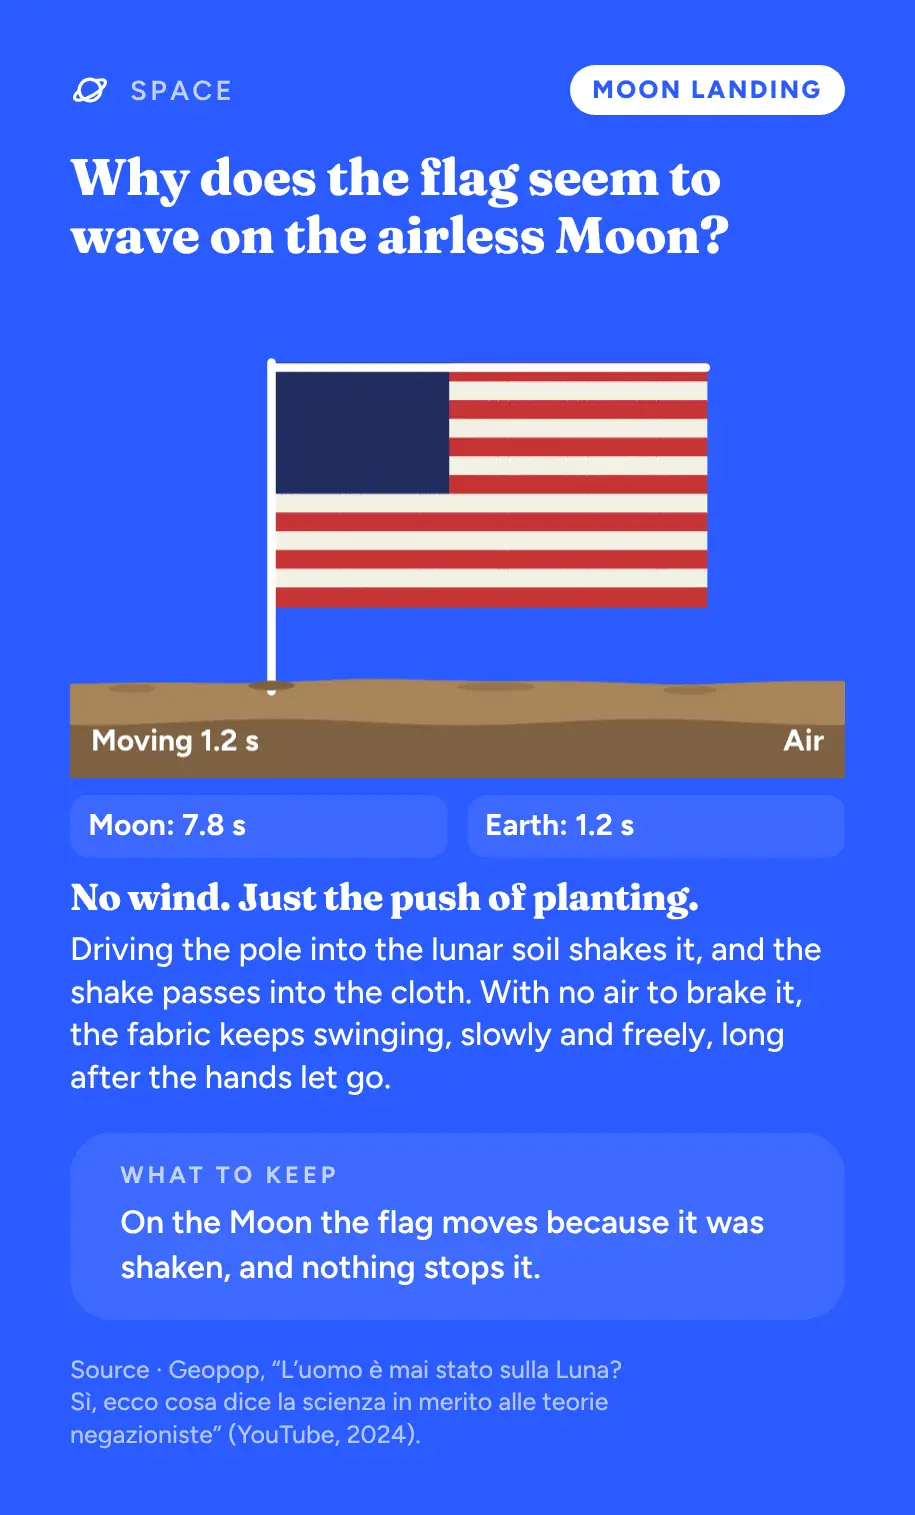 SPACE
MOON LANDING
Why does the flag seem to
wave on the airless Moon?
Moving 1.2 s
Air
Moon: 7.8 s
Earth: 1.2 s
No wind. Just the push of planting.
Driving the pole into the lunar soil shakes it, and the
shake passes into the cloth. With no air to brake it,
the fabric keeps swinging, slowly and freely, long
after the hands let go.
WHAT TO KEEP
On the Moon the flag moves because it was
shaken, and nothing stops it.
Source · Geopop, “L’uomo è mai stato sulla Luna?
Sì, ecco cosa dice la scienza in merito alle teorie
negazioniste” (YouTube, 2024).